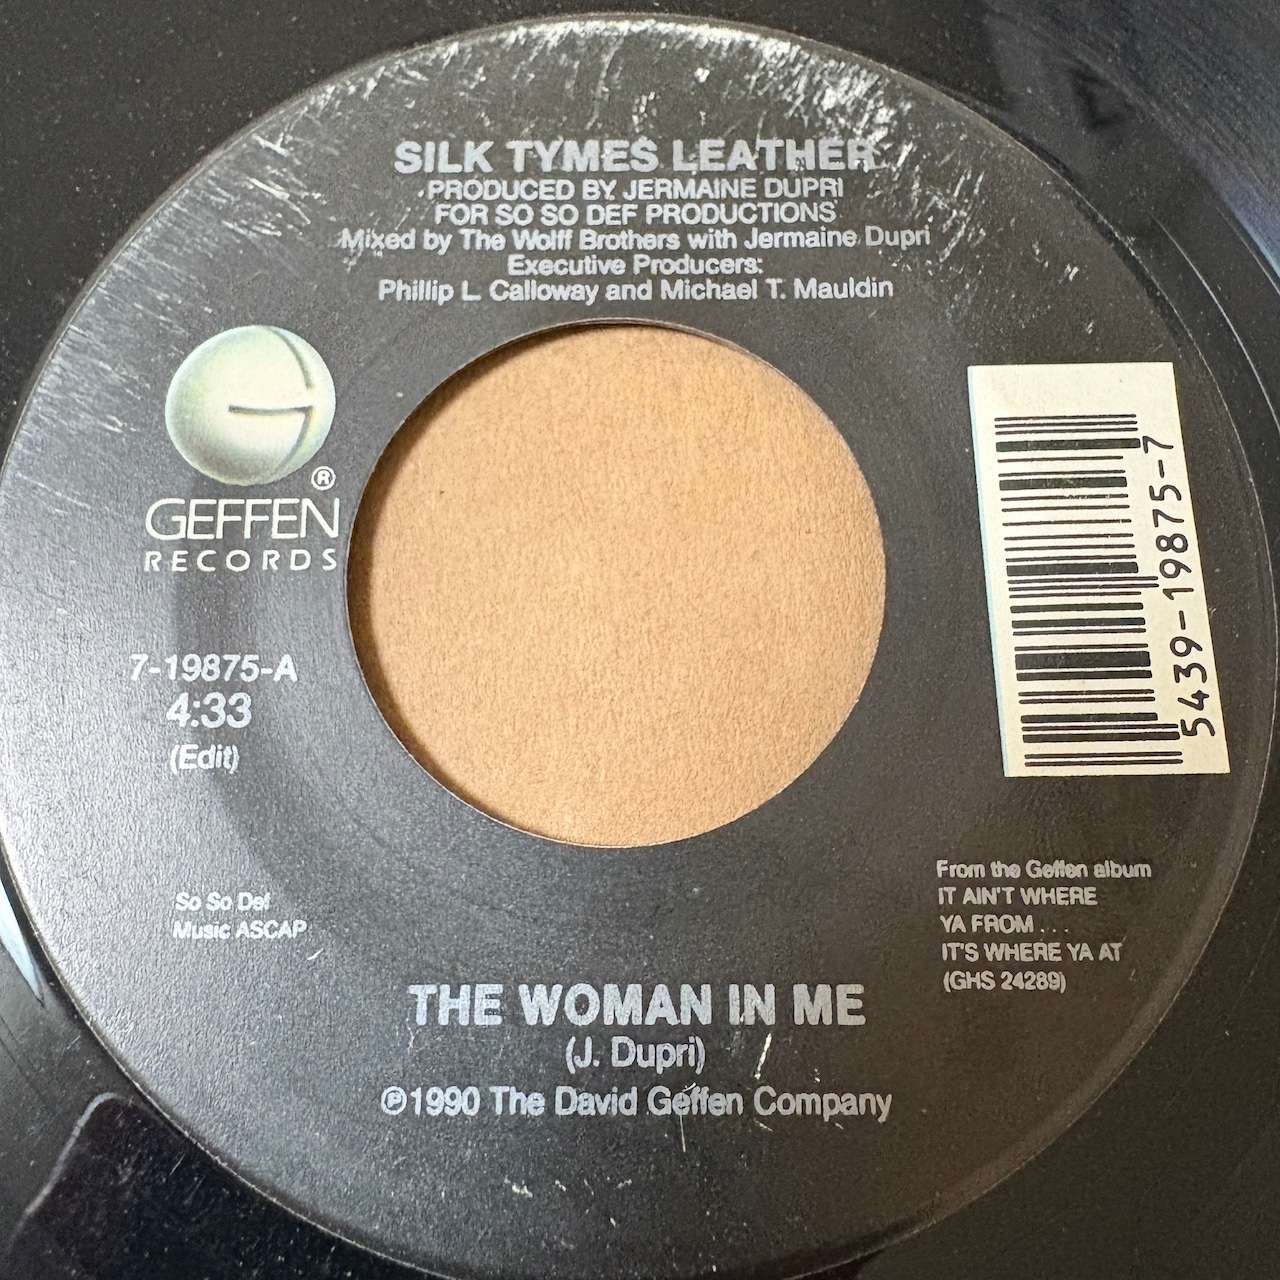 SILK TYMES LEATHER
PRODUCED BY JERMAINE DUPRI
FOR SO SO DEF PRODUCTIONS
Mixed by The Wolff Brothers with Jermaine Dupri
Executive Producers:
Phillip L. Calloway and Michael T. Mauldin
®
GEFFEN
RECORDS
5439-19875-7
7-19875-A
4:33
(Edit)
So So Def
Music ASCAP
From the Geffen album
IT AIN'T WHERE
YA FROM . . .
IT'S WHERE YA AT
(GHS 24289)
THE WOMAN IN ME
(J. Dupri)
℗1990 The David Geffen Company